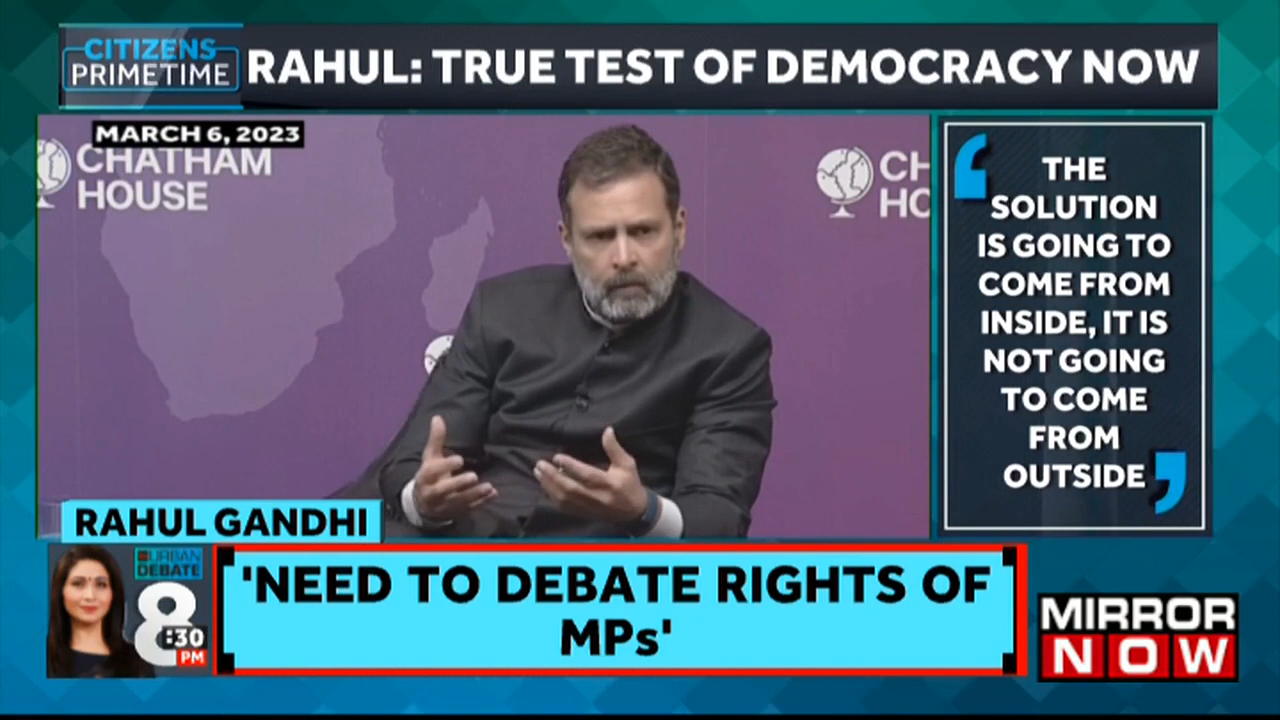 CITIZENS
PRIMETIME
RAHUL: TRUE TEST OF DEMOCRACY NOW
MARCH 6, 2023
CHATHAM
HOUSE
CH
HO
‘
THE
SOLUTION
IS GOING TO
COME FROM
INSIDE, IT IS
NOT GOING
TO COME
FROM
OUTSIDE
’
RAHUL GANDHI
URBAN
DEBATE
8
:30
PM
'NEED TO DEBATE RIGHTS OF
MPs'
MIRROR
NOW